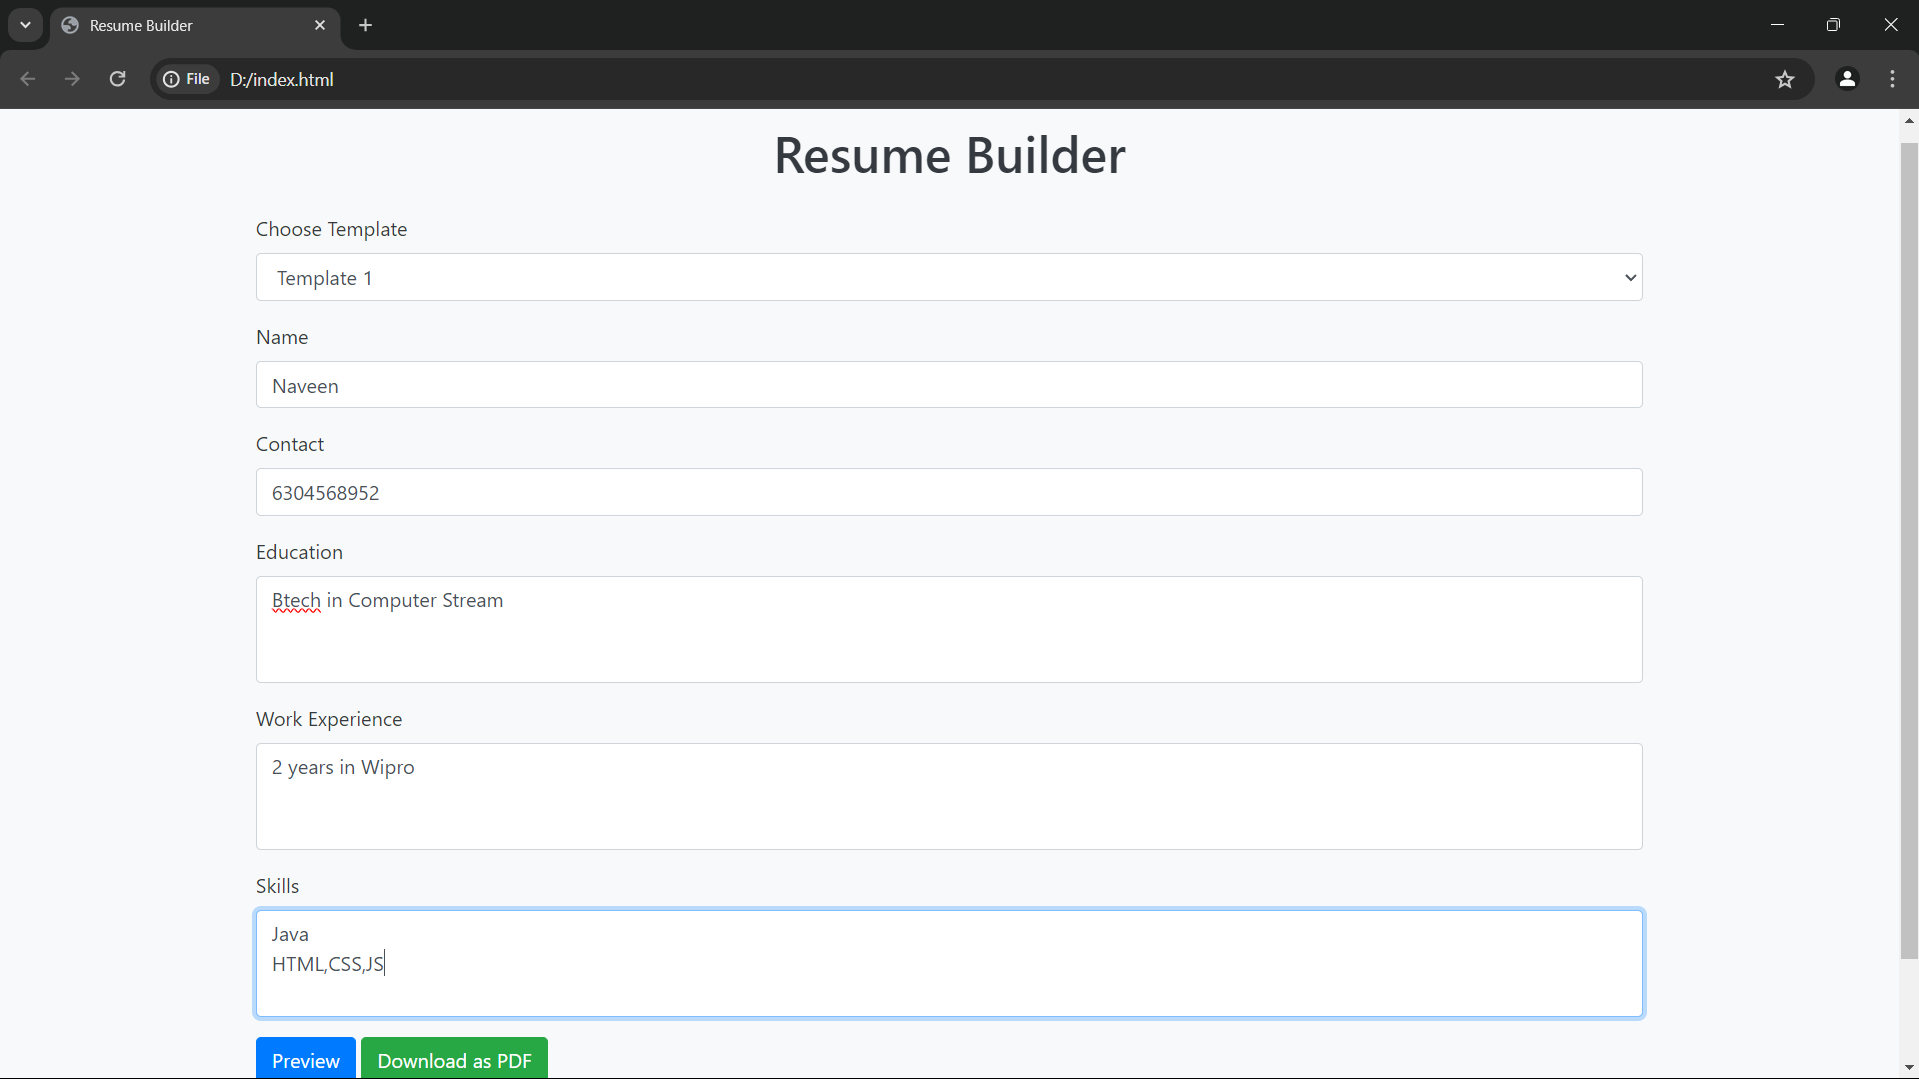 Resume Builder
File D:/index.html
Resume Builder
Choose Template
Template 1
Name
Naveen
Contact
6304568952
Education
Btech in Computer Stream
Work Experience
2 years in Wipro
Skills
Java
HTML,CSS,JS
Preview Download as PDF